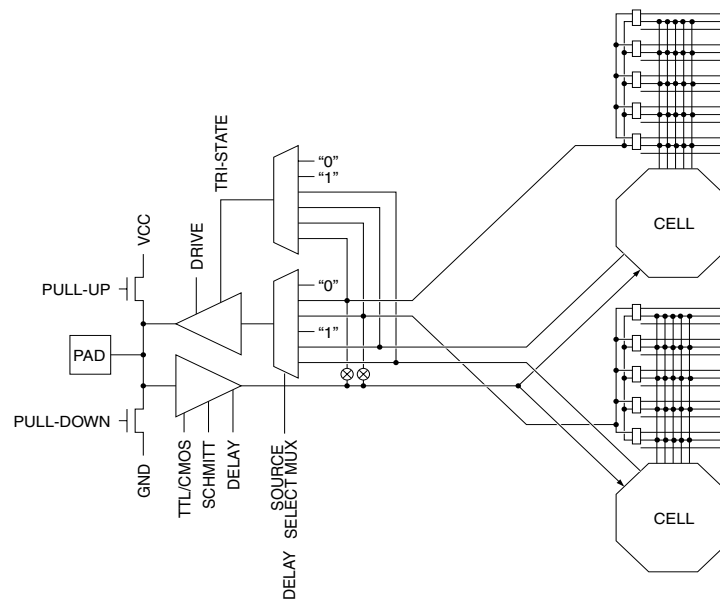 "0"
"1"
TRI-STATE
CELL
VCC
DRIVE
PULL-UP
"0"
"1"
PAD
PULL-DOWN
GND
TTL/CMOS
SCHMITT
DELAY
SOURCE
SELECT MUX
DELAY
CELL